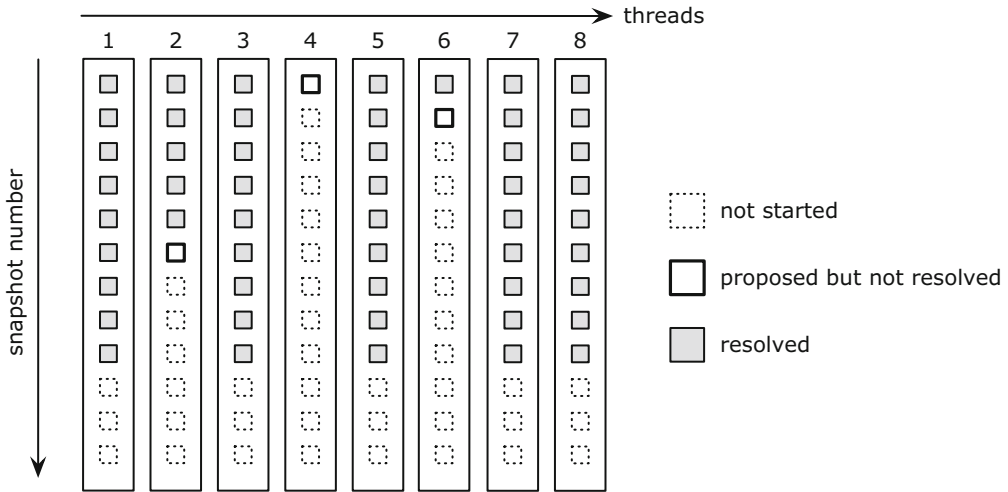 threads
1 2 3 4 5 6 7 8
snapshot number
not started
proposed but not resolved
resolved